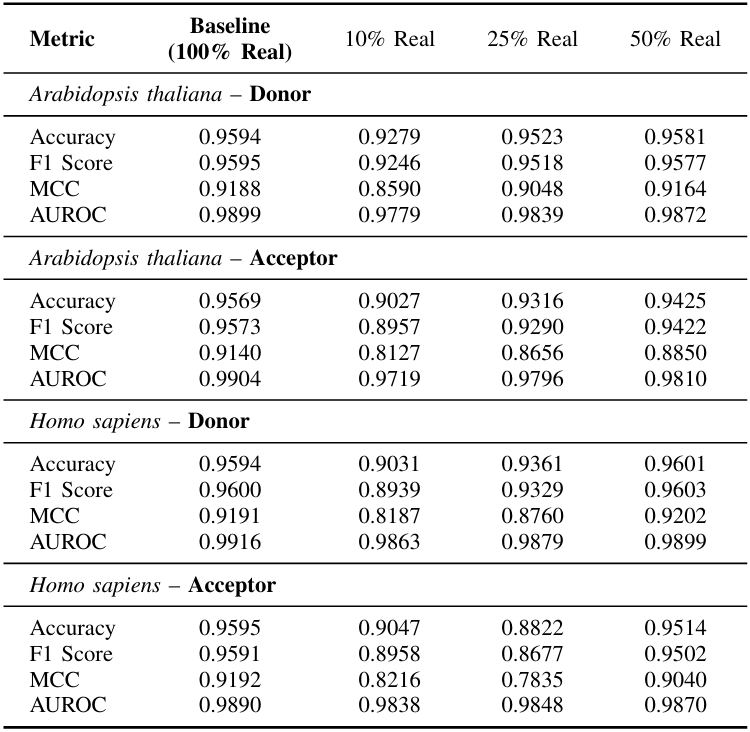 Metric Baseline (100% Real) 10% Real 25% Real 50% Real
Arabidopsis thaliana – Donor
Accuracy 0.9594 0.9279 0.9523 0.9581
F1 Score 0.9595 0.9246 0.9518 0.9577
MCC 0.9188 0.8590 0.9048 0.9164
AUROC 0.9899 0.9779 0.9839 0.9872
Arabidopsis thaliana – Acceptor
Accuracy 0.9569 0.9027 0.9316 0.9425
F1 Score 0.9573 0.8957 0.9290 0.9422
MCC 0.9140 0.8127 0.8656 0.8850
AUROC 0.9904 0.9719 0.9796 0.9810
Homo sapiens – Donor
Accuracy 0.9594 0.9031 0.9361 0.9601
F1 Score 0.9600 0.8939 0.9329 0.9603
MCC 0.9191 0.8187 0.8760 0.9202
AUROC 0.9916 0.9863 0.9879 0.9899
Homo sapiens – Acceptor
Accuracy 0.9595 0.9047 0.8822 0.9514
F1 Score 0.9591 0.8958 0.8677 0.9502
MCC 0.9192 0.8216 0.7835 0.9040
AUROC 0.9890 0.9838 0.9848 0.9870